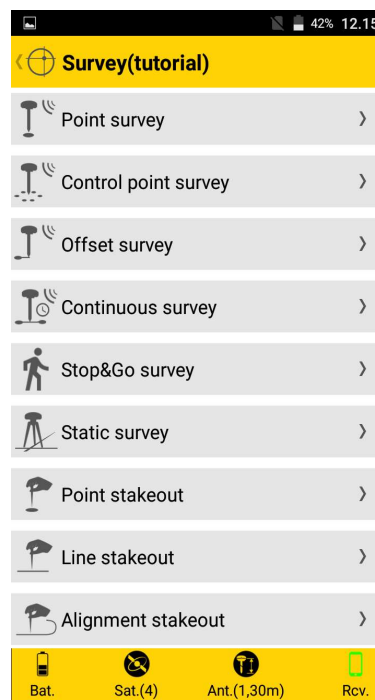 42% 12.15
Survey(tutorial)
Point survey
Control point survey
Offset survey
Continuous survey
Stop&Go survey
Static survey
Point stakeout
Line stakeout
Alignment stakeout
Bat. Sat.(4) Ant.(1,30m) Rcv.